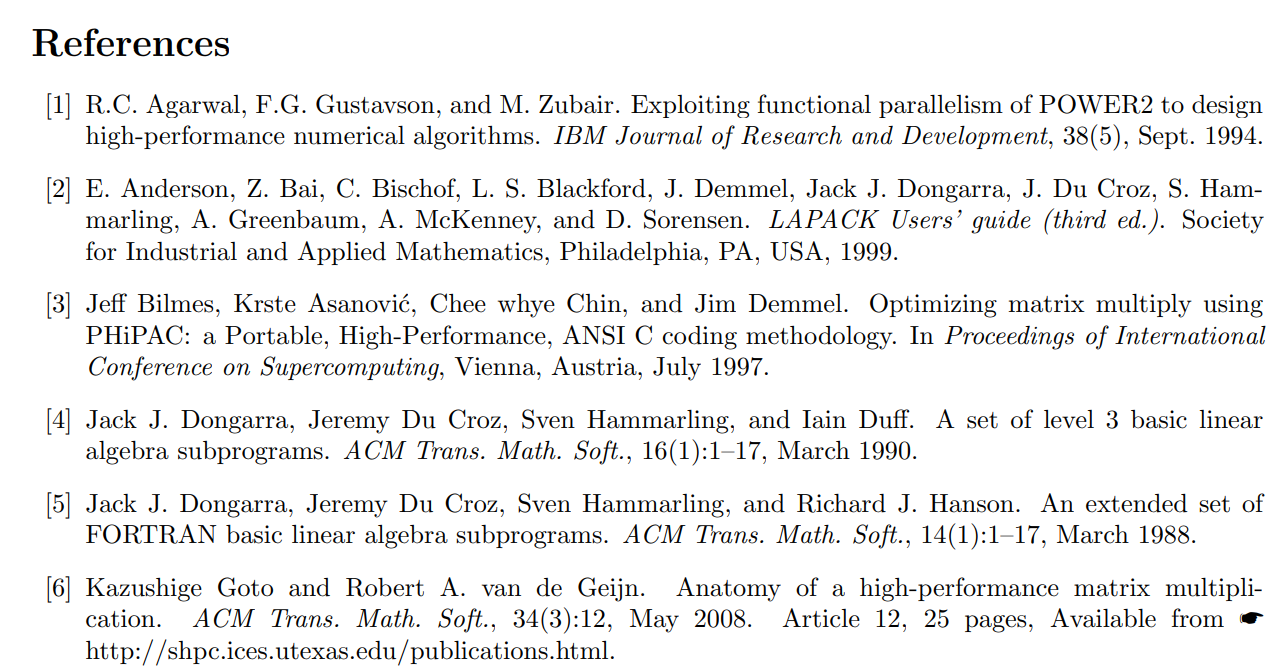 References
[1] R.C. Agarwal, F.G. Gustavson, and M. Zubair. Exploiting functional parallelism of POWER2 to design
high-performance numerical algorithms. IBM Journal of Research and Development, 38(5), Sept. 1994.
[2] E. Anderson, Z. Bai, C. Bischof, L. S. Blackford, J. Demmel, Jack J. Dongarra, J. Du Croz, S. Ham-
marling, A. Greenbaum, A. McKenney, and D. Sorensen. LAPACK Users' guide (third ed.). Society
for Industrial and Applied Mathematics, Philadelphia, PA, USA, 1999.
[3] Jeff Bilmes, Krste Asanović, Chee whye Chin, and Jim Demmel. Optimizing matrix multiply using
PHiPAC: a Portable, High-Performance, ANSI C coding methodology. In Proceedings of International
Conference on Supercomputing, Vienna, Austria, July 1997.
[4] Jack J. Dongarra, Jeremy Du Croz, Sven Hammarling, and Iain Duff. A set of level 3 basic linear
algebra subprograms. ACM Trans. Math. Soft., 16(1):1–17, March 1990.
[5] Jack J. Dongarra, Jeremy Du Croz, Sven Hammarling, and Richard J. Hanson. An extended set of
FORTRAN basic linear algebra subprograms. ACM Trans. Math. Soft., 14(1):1–17, March 1988.
[6] Kazushige Goto and Robert A. van de Geijn. Anatomy of a high-performance matrix multipli-
cation. ACM Trans. Math. Soft., 34(3):12, May 2008. Article 12, 25 pages, Available from ☛
http://shpc.ices.utexas.edu/publications.html.